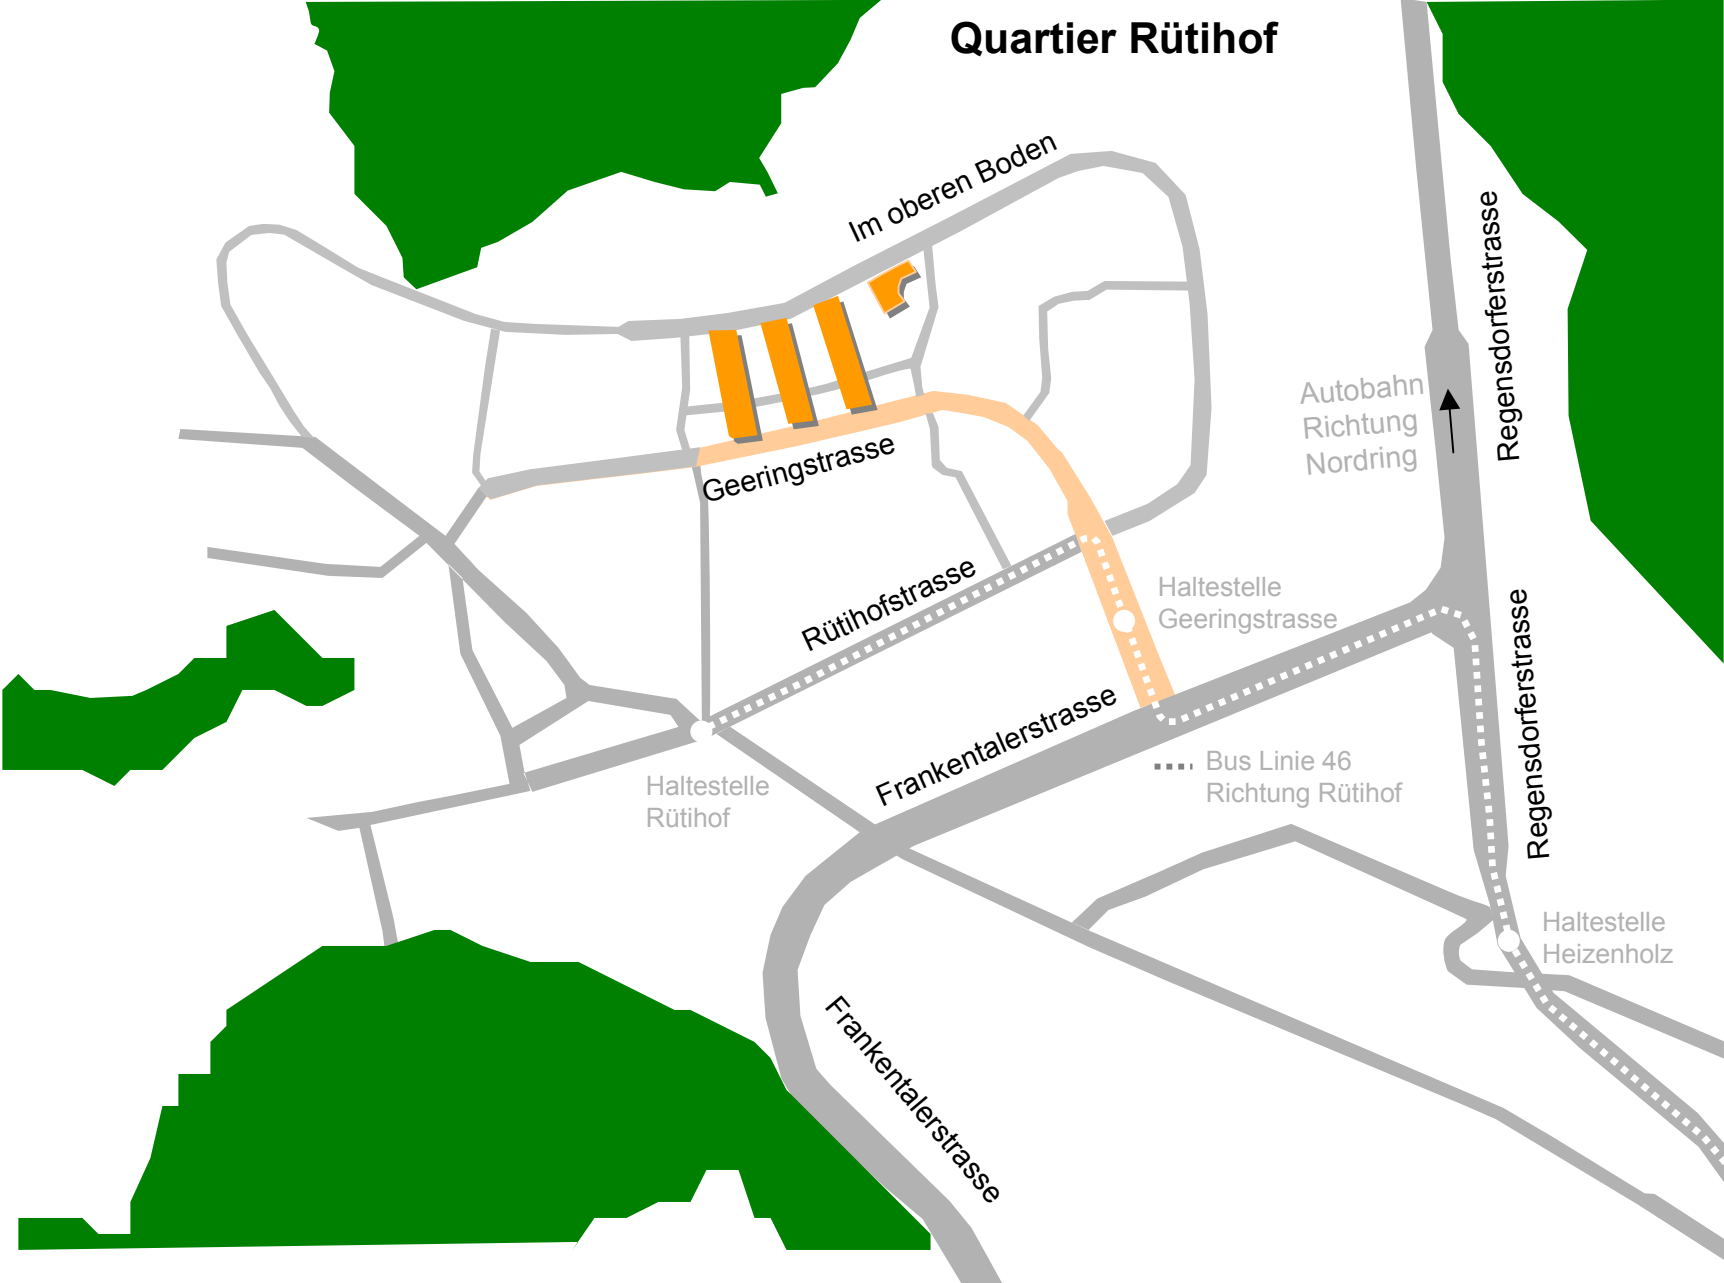 Quartier Rütihof
Im oberen Boden
Regensdorferstrasse
Autobahn
Richtung
Nordring
Geeringstrasse
Rütihofstrasse
Haltestelle
Geeringstrasse
Regensdorferstrasse
Frankentalerstrasse
Bus Linie 46
Richtung Rütihof
Haltestelle
Rütihof
Haltestelle
Heizenholz
Frankentalerstrasse